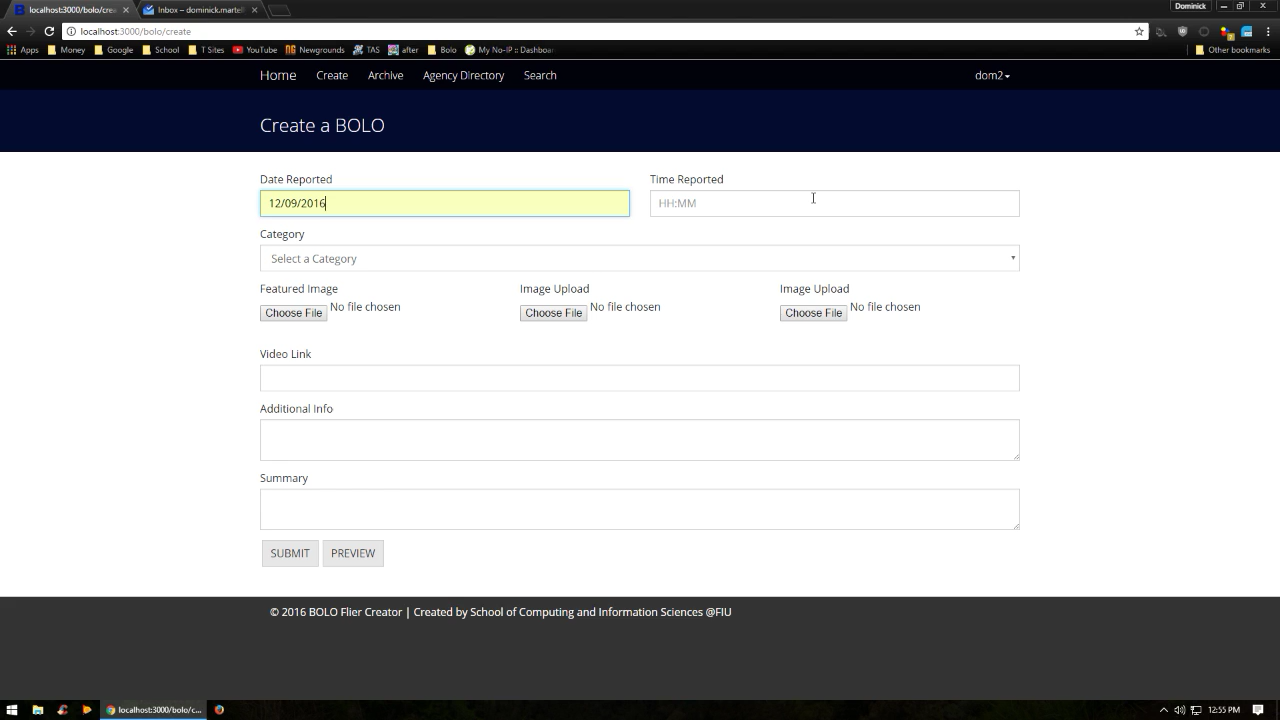 localhost:3000/bolo/crea
Inbox – dominick.marte
Dominick
localhost:3000/bolo/create
Apps Money Google School T Sites YouTube Newgrounds TAS after Bolo My No-IP :: Dashboar Other bookmarks
Home Create Archive Agency Directory Search dom2
Create a BOLO
Date Reported Time Reported
12/09/2016 HH:MM
Category
Select a Category
Featured Image Image Upload Image Upload
Choose File No file chosen Choose File No file chosen Choose File No file chosen
Video Link
Additional Info
Summary
SUBMIT PREVIEW
© 2016 BOLO Flier Creator | Created by School of Computing and Information Sciences @FIU
localhost:3000/bolo/c... 12:55 PM